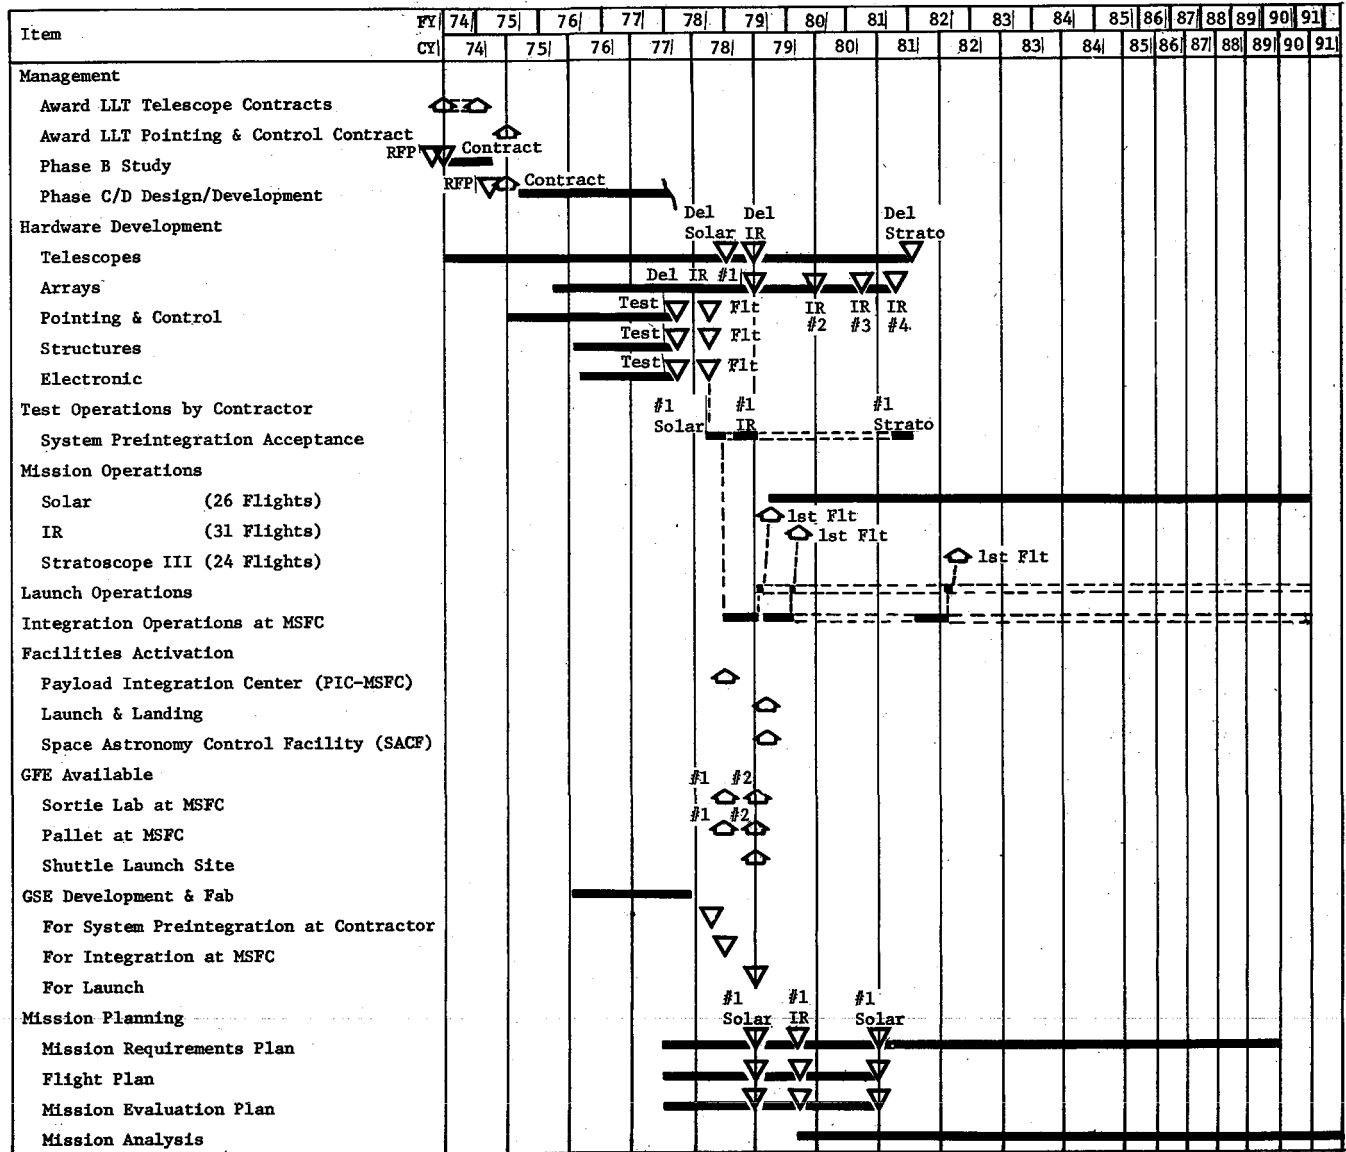 Item
FY 74 75 76 77 78 79 80 81 82 83 84 85 86 87 88 89 90 91
CY 74 75 76 77 78 79 80 81 82 83 84 85 86 87 88 89 90 91
Management
Award LLT Telescope Contracts
Award LLT Pointing & Control Contract
RFP Contract
Phase B Study
RFP Contract
Phase C/D Design/Development
Del Del Del
Hardware Development
Solar IR Strato
Telescopes
Del IR #1
Arrays
Test Flt IR IR IR
Pointing & Control
#2 #3 #4
Test Flt
Structures
Test Flt
Electronic
#1 #1 #1
Test Operations by Contractor
Solar IR Strato
System Preintegration Acceptance
Mission Operations
Solar (26 Flights)
1st Flt
IR (31 Flights)
1st Flt
Stratoscope III (24 Flights)
1st Flt
Launch Operations
Integration Operations at MSFC
Facilities Activation
Payload Integration Center (PIC-MSFC)
Launch & Landing
Space Astronomy Control Facility (SACF)
GFE Available
#1 #2
Sortie Lab at MSFC
#1 #2
Pallet at MSFC
Shuttle Launch Site
GSE Development & Fab
For System Preintegration at Contractor
For Integration at MSFC
For Launch
#1 #1 #1
Mission Planning
Solar IR Solar
Mission Requirements Plan
Flight Plan
Mission Evaluation Plan
Mission Analysis